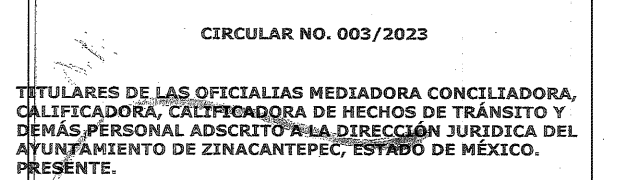 CIRCULAR NO. 003/2023
TITULARES DE LAS OFICIALIAS MEDIADORA CONCILIADORA,
CALIFICADORA, CALIFICADORA DE HECHOS DE TRÁNSITO Y
DEMÁS PERSONAL ADSCRITO A LA DIRECCIÓN JURIDICA DEL
AYUNTAMIENTO DE ZINACANTEPEC, ESTADO DE MÉXICO.
PRESENTE.